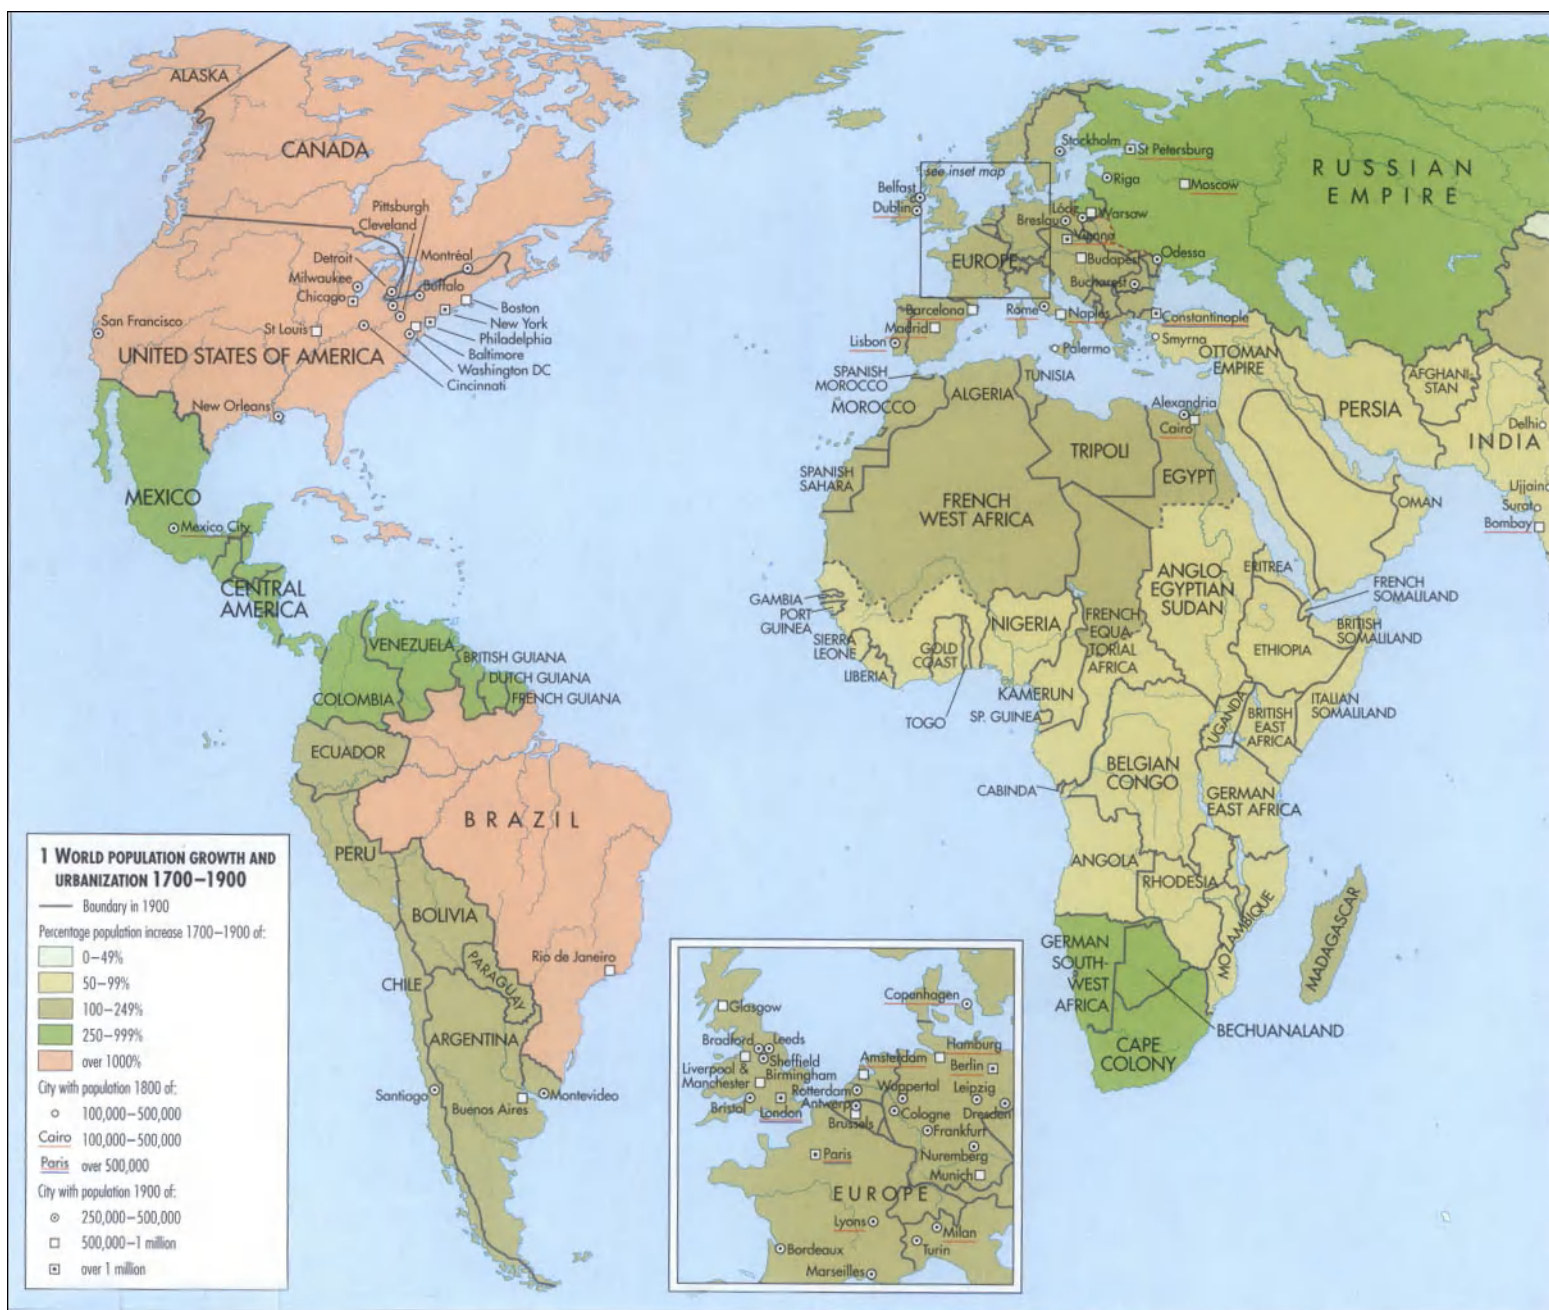 ALASKA
CANADA
Pittsburgh
Cleveland
Detroit
Montréal
Milwaukee
Buffalo
Chicago
Boston
San Francisco
St Louis
New York
Philadelphia
UNITED STATES OF AMERICA
Baltimore
Washington DC
Cincinnati
New Orleans
MEXICO
Mexico City
CENTRAL
AMERICA
VENEZUELA
BRITISH GUIANA
DUTCH GUIANA
COLOMBIA
FRENCH GUIANA
ECUADOR
BRAZIL
PERU
BOLIVIA
Rio de Janeiro
PARAGUAY
CHILE
ARGENTINA
Santiago
Buenos Aires
Montevideo
Stockholm
St Petersburg
RUSSIAN
EMPIRE
see inset map
Riga
Moscow
Belfast
Dublin
Lódz
Warsaw
Breslau
Vienna
Odessa
EUROPE
Budapest
Bucharest
Barcelona
Rome
Naples
Constantinople
Madrid
Lisbon
Palermo
Smyrna
OTTOMAN
EMPIRE
AFGHANI-
STAN
SPANISH
MOROCCO
TUNISIA
MOROCCO
ALGERIA
Alexandria
PERSIA
Cairo
Delhi
INDIA
TRIPOLI
SPANISH
SAHARA
EGYPT
FRENCH
WEST AFRICA
OMAN
Ujjain
Surat
Bombay
ANGLO-
EGYPTIAN
SUDAN
ERITREA
FRENCH
SOMALILAND
GAMBIA
PORT
GUINEA
SIERRA
LEONE
LIBERIA
GOLD
COAST
NIGERIA
FRENCH
EQUA
TORIAL
AFRICA
BRITISH
SOMALILAND
ETHIOPIA
KAMERUN
TOGO
SP. GUINEA
UGANDA
BRITISH
EAST
AFRICA
ITALIAN
SOMALILAND
BELGIAN
CONGO
CABINDA
GERMAN
EAST AFRICA
ANGOLA
RHODESIA
MOZAMBIQUE
MADAGASCAR
GERMAN
SOUTH-
WEST
AFRICA
BECHUANALAND
CAPE
COLONY
1 WORLD POPULATION GROWTH AND
URBANIZATION 1700–1900
Boundary in 1900
Percentage population increase 1700–1900 of:
0–49%
50–99%
100–249%
250–999%
over 1000%
City with population 1800 of:
100,000–500,000
Cairo 100,000–500,000
Paris over 500,000
City with population 1900 of:
250,000–500,000
500,000–1 million
over 1 million
Glasgow
Copenhagen
Bradford
Leeds
Hamburg
Sheffield
Liverpool &
Manchester
Birmingham
Amsterdam
Berlin
Rotterdam
Wuppertal
Leipzig
Bristol
London
Antwerp
Cologne
Dresden
Brussels
Frankfurt
Paris
Nuremberg
Munich
EUROPE
Lyons
Milan
Bordeaux
Turin
Marseilles